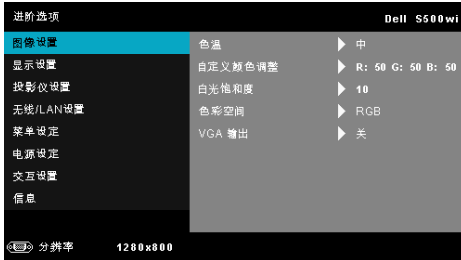 进阶选项 Dell S500wi
图像设置
显示设置
投影仪设置
无线/LAN设置
菜单设定
电源设定
交互设置
信息
色温 中
自定义颜色调整 R: 50 G: 50 B: 50
白光饱和度 10
色彩空间 RGB
VGA 输出 关
分辨率 1280x800